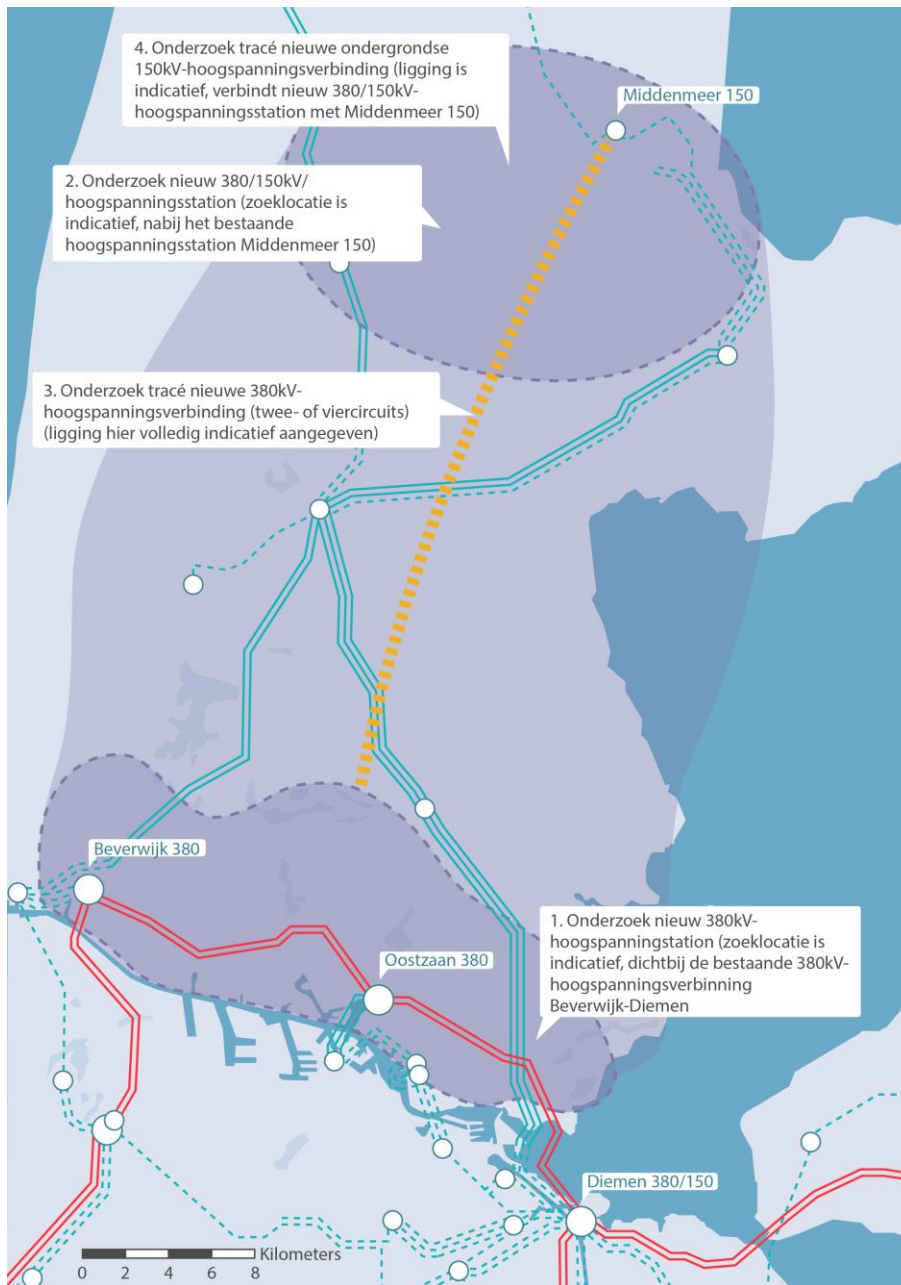 4. Onderzoek tracé nieuwe ondergrondse
150kV-hoogspanningsverbinding (ligging is
indicatief, verbindt nieuw 380/150kV-
hoogspanningsstation met Middenmeer 150)
Middenmeer 150
2. Onderzoek nieuw 380/150kV/
hoogspanningsstation (zoeklocatie is
indicatief, nabij het bestaande
hoogspanningsstation Middenmeer 150)
3. Onderzoek tracé nieuwe 380kV-
hoogspanningsverbinding (twee- of viercircuits)
(ligging hier volledig indicatief aangegeven)
Beverwijk 380
Oostzaan 380
1. Onderzoek nieuw 380kV-
hoogspanningstation (zoeklocatie is
indicatief, dichtbij de bestaande 380kV-
hoogspanningsverbinning
Beverwijk-Diemen
Diemen 380/150
Kilometers
0 2 4 6 8